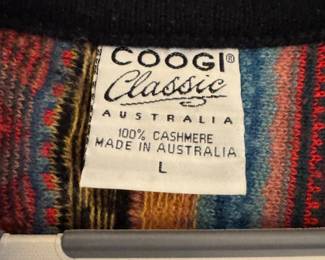 COOGI®
Classic
AUSTRALIA
100% CASHMERE
MADE IN AUSTRALIA
L